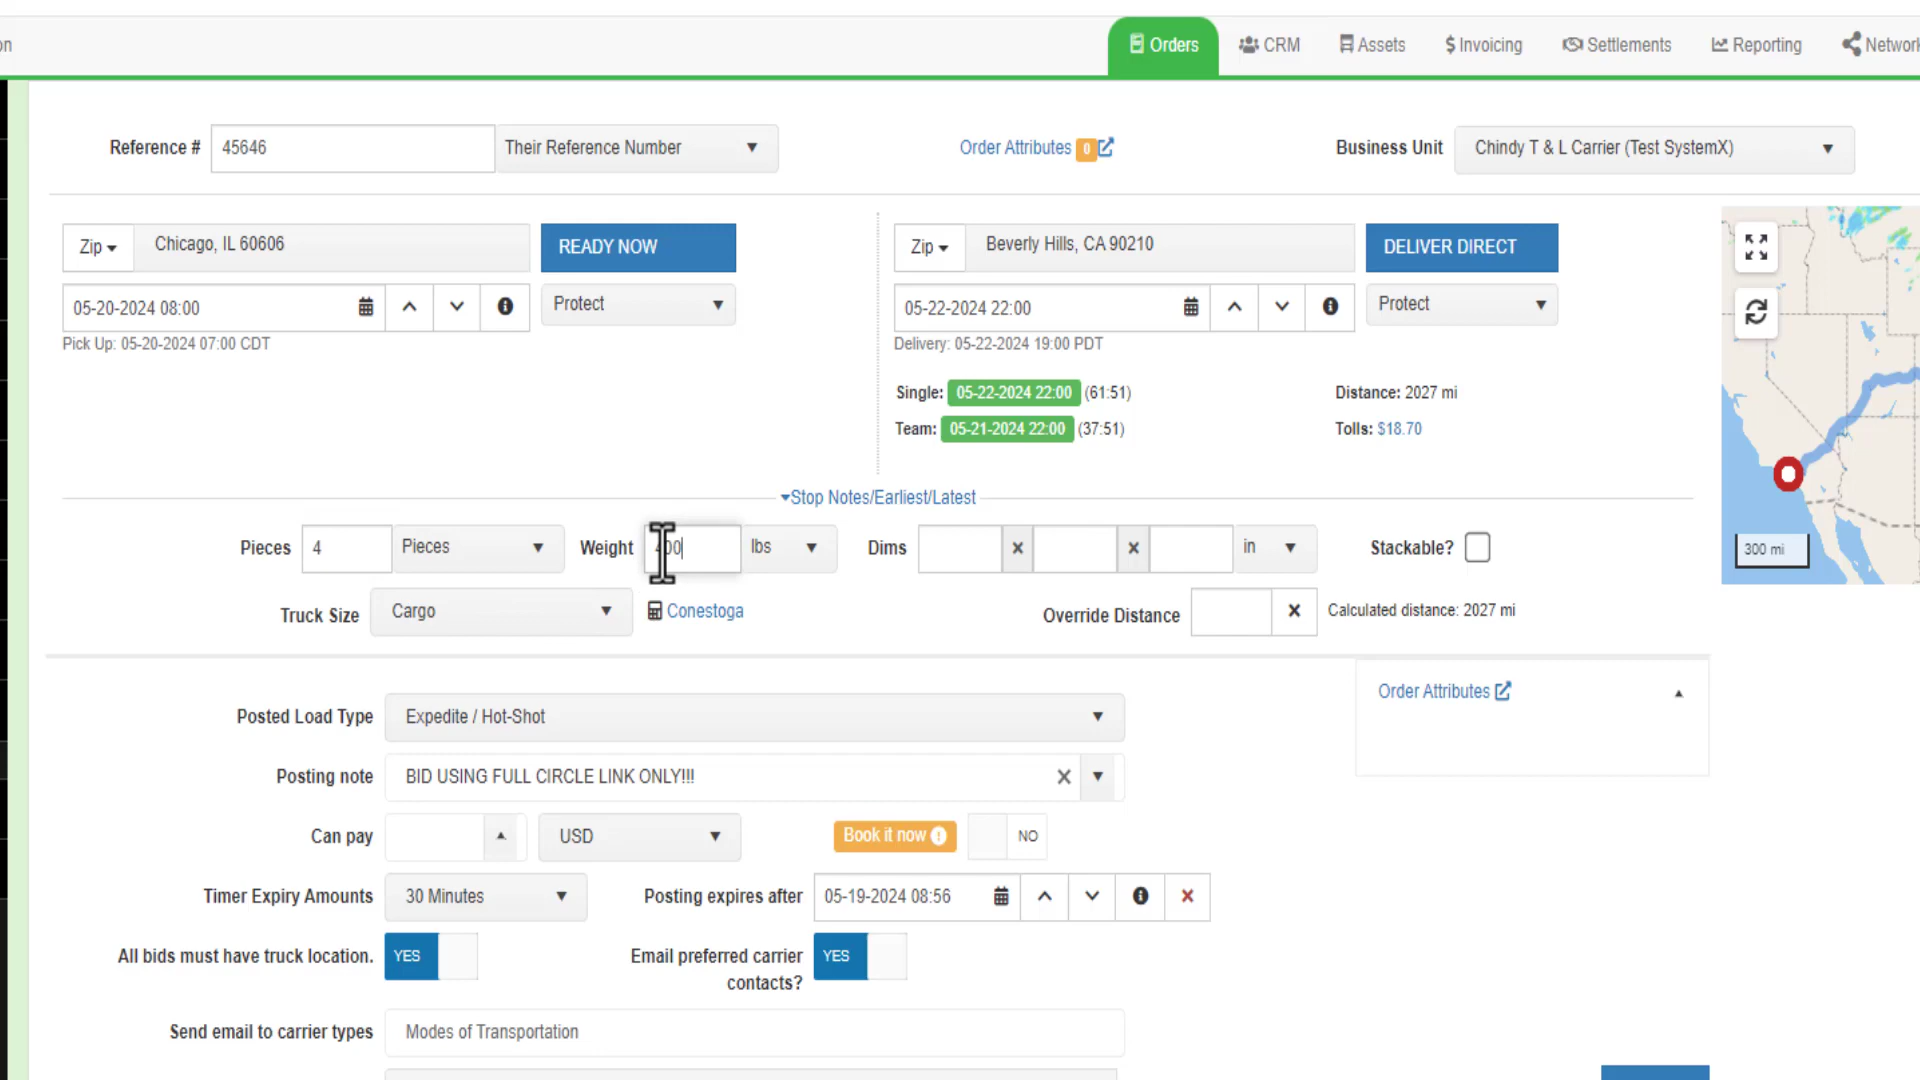 on
Orders
CRM
Assets
Invoicing
Settlements
Reporting
Network
Reference #
45646
Their Reference Number
Order Attributes 0
Business Unit
Chindy T & L Carrier (Test SystemX)
Zip
Chicago, IL 60606
READY NOW
Zip
Beverly Hills, CA 90210
DELIVER DIRECT
05-20-2024 08:00
Protect
05-22-2024 22:00
Protect
Pick Up: 05-20-2024 07:00 CDT
Delivery: 05-22-2024 19:00 PDT
Single: 05-22-2024 22:00 (61:51)
Distance: 2027 mi
Team: 05-21-2024 22:00 (37:51)
Tolls: $18.70
Stop Notes/Earliest/Latest
Pieces
4
Pieces
Weight
lbs
Dims
in
Stackable?
300 mi
Truck Size
Cargo
Conestoga
Override Distance
Calculated distance: 2027 mi
Posted Load Type
Expedite / Hot-Shot
Order Attributes
Posting note
BID USING FULL CIRCLE LINK ONLY!!!
Can pay
USD
Book it now
NO
Timer Expiry Amounts
30 Minutes
Posting expires after
05-19-2024 08:56
All bids must have truck location.
YES
Email preferred carrier
contacts?
YES
Send email to carrier types
Modes of Transportation